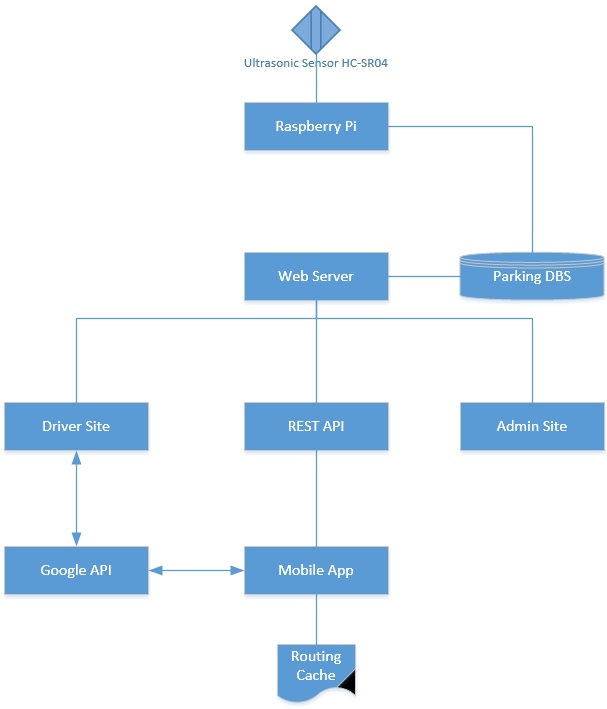 Ultrasonic Sensor HC-SR04
Raspberry Pi
Web Server
Parking DBS
Driver Site
REST API
Admin Site
Google API
Mobile App
Routing
Cache